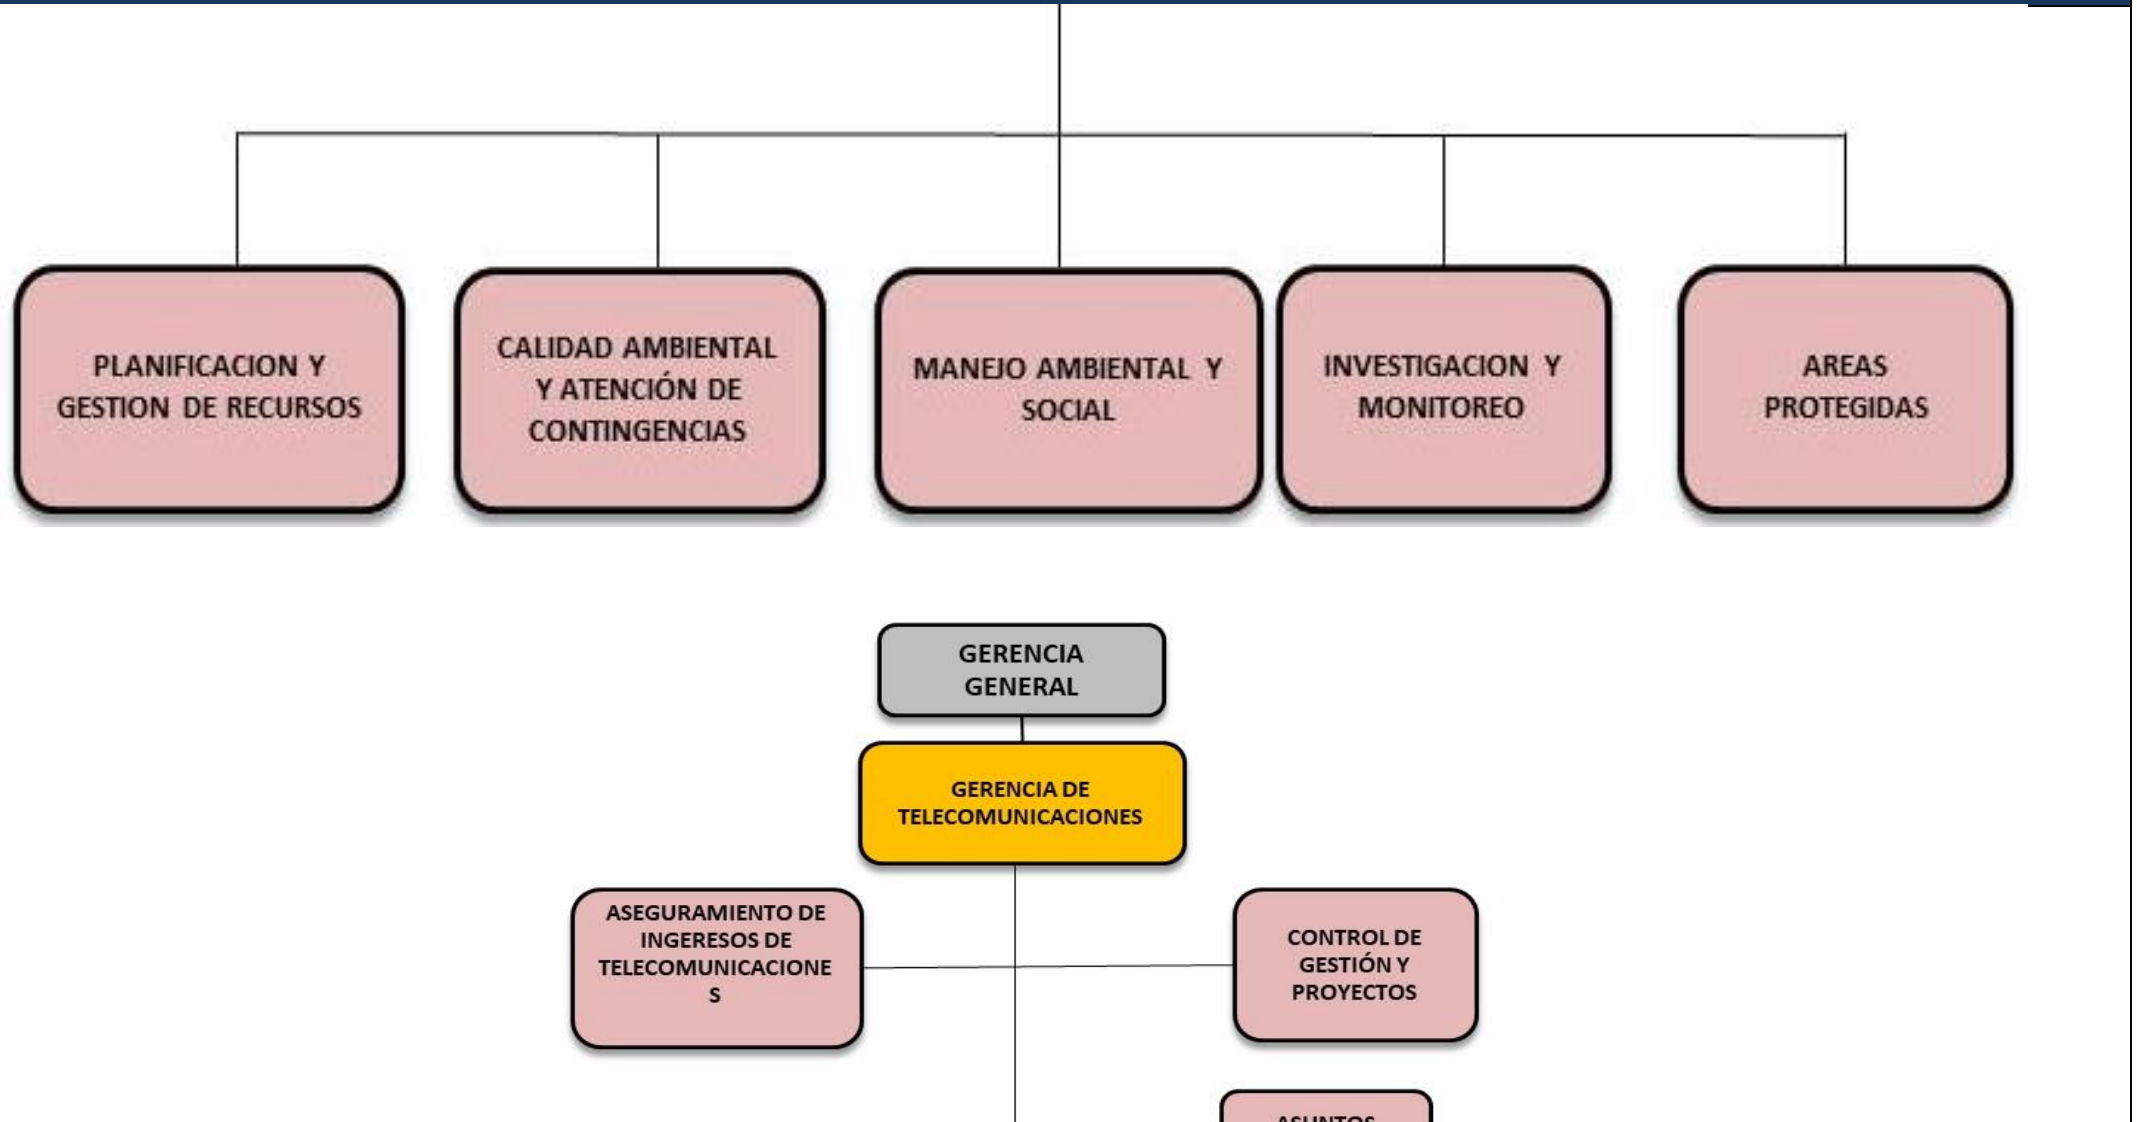 PLANIFICACION Y
GESTION DE RECURSOS
CALIDAD AMBIENTAL
Y ATENCIÓN DE
CONTINGENCIAS
MANEJO AMBIENTAL Y
SOCIAL
INVESTIGACION Y
MONITOREO
AREAS
PROTEGIDAS
GERENCIA
GENERAL
GERENCIA DE
TELECOMUNICACIONES
ASEGURAMIENTO DE
INGERESOS DE
TELECOMUNICACIONE
S
CONTROL DE
GESTIÓN Y
PROYECTOS
ASUNTOS